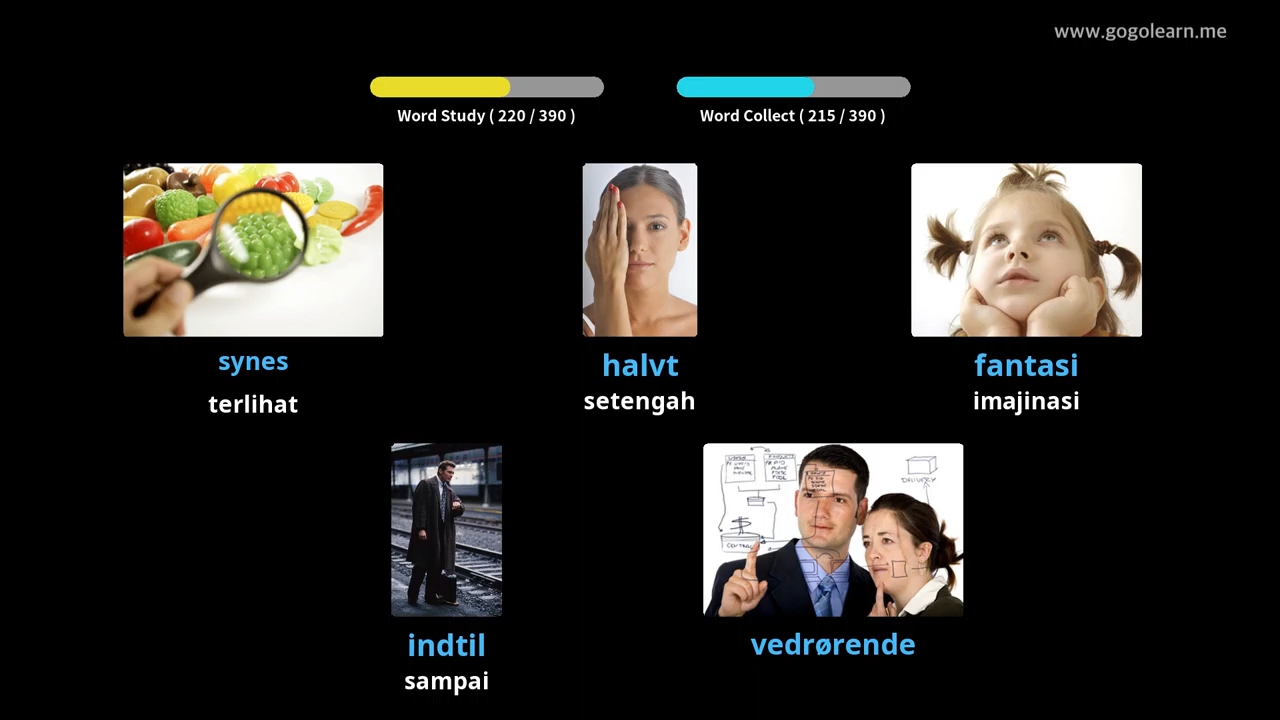 www.gogolearn.me
Word Study ( 220 / 390 )
Word Collect ( 215 / 390 )
synes
terlihat
halvt
setengah
fantasi
imajinasi
indtil
sampai
DELIVERY
vedrørende